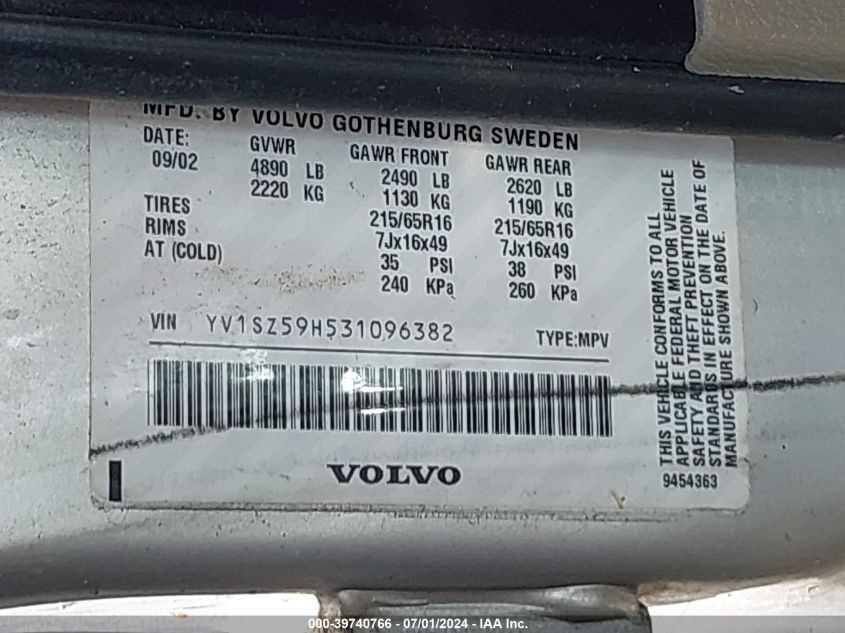 MFD. BY VOLVO GOTHENBURG SWEDEN
DATE: GVWR GAWR FRONT GAWR REAR
09/02 4890 LB 2490 LB 2620 LB
2220 KG 1130 KG 1190 KG
TIRES 215/65R16 215/65R16
RIMS 7Jx16x49 7Jx16x49
AT (COLD) 35 PSI 38 PSI
240 KPa 260 KPa
VIN YV1SZ59H531096382 TYPE:MPV
VOLVO
THIS VEHICLE CONFORMS TO ALL
APPLICABLE FEDERAL MOTOR VEHICLE
SAFETY AND THEFT PREVENTION
STANDARDS IN EFFECT ON THE DATE OF
MANUFACTURE SHOWN ABOVE.
9454363
000-39740766 - 07/01/2024 - IAA Inc.